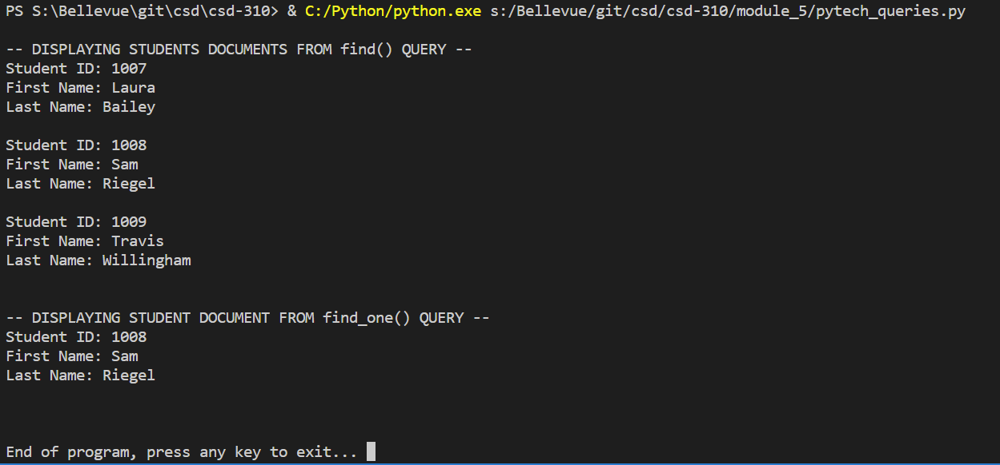 PS S:\Bellevue\git\csd\csd-310> & C:/Python/python.exe s:/Bellevue/git/csd/csd-310/module_5/pytech_queries.py
-- DISPLAYING STUDENTS DOCUMENTS FROM find() QUERY --
Student ID: 1007
First Name: Laura
Last Name: Bailey
Student ID: 1008
First Name: Sam
Last Name: Riegel
Student ID: 1009
First Name: Travis
Last Name: Willingham
-- DISPLAYING STUDENT DOCUMENT FROM find_one() QUERY --
Student ID: 1008
First Name: Sam
Last Name: Riegel
End of program, press any key to exit...